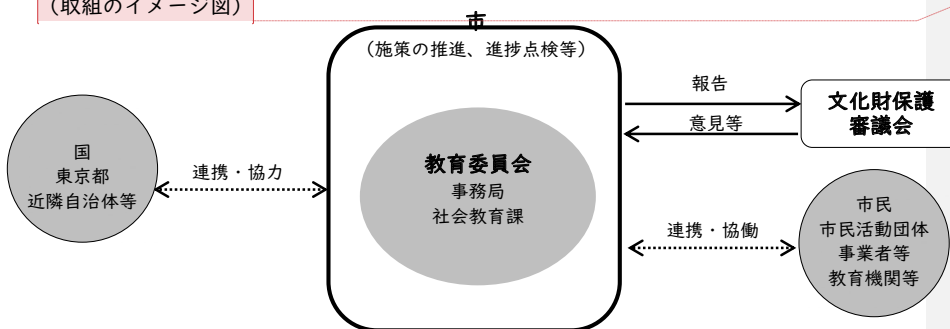 （取組のイメージ図）
市
（施策の推進、進捗点検等）
国
東京都
近隣自治体等
連携・協力
教育委員会
事務局
社会教育課
報告
意見等
文化財保護
審議会
連携・協働
市民
市民活動団体
事業者等
教育機関等